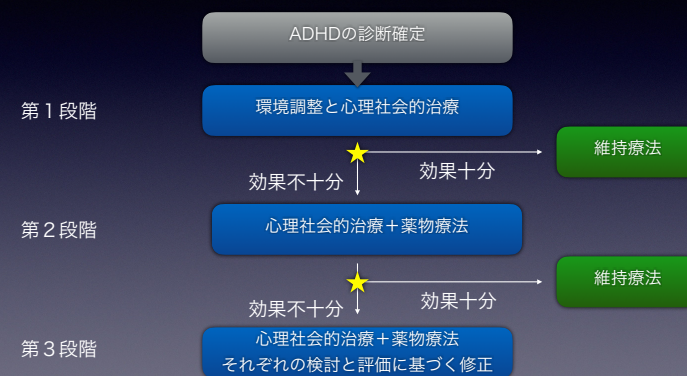 ADHDの診断確定
第１段階
環境調整と心理社会的治療
維持療法
効果十分
効果不十分
第２段階
心理社会的治療＋薬物療法
維持療法
効果十分
効果不十分
第３段階
心理社会的治療＋薬物療法
それぞれの検討と評価に基づく修正